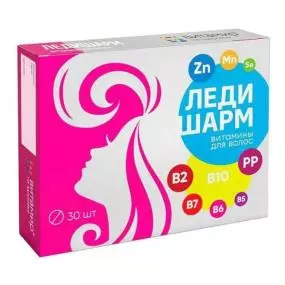 Zn Mn Se
ЛЕДИ
ШАРМ
ВИТАМИНЫ
ДЛЯ ВОЛОС
PP
B2 B10
B7 B6 B5
30 шт